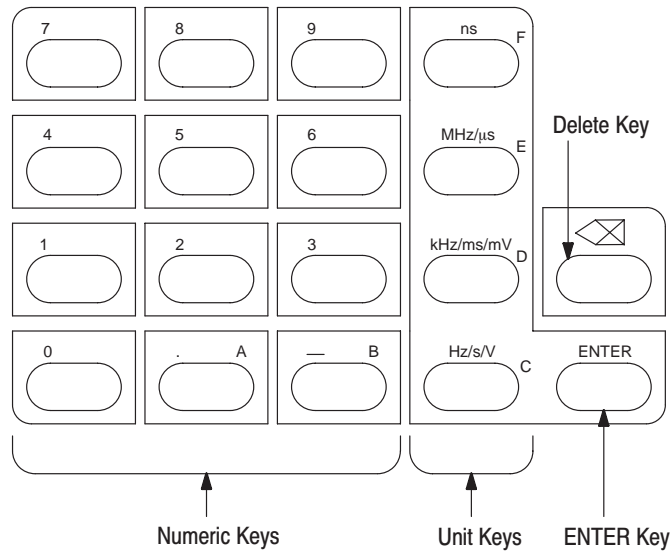 7 8 9 ns F
4 5 6 MHz/μs E
Delete Key
1 2 3 kHz/ms/mV D
0 . A — B Hz/s/V C ENTER
Numeric Keys Unit Keys ENTER Key